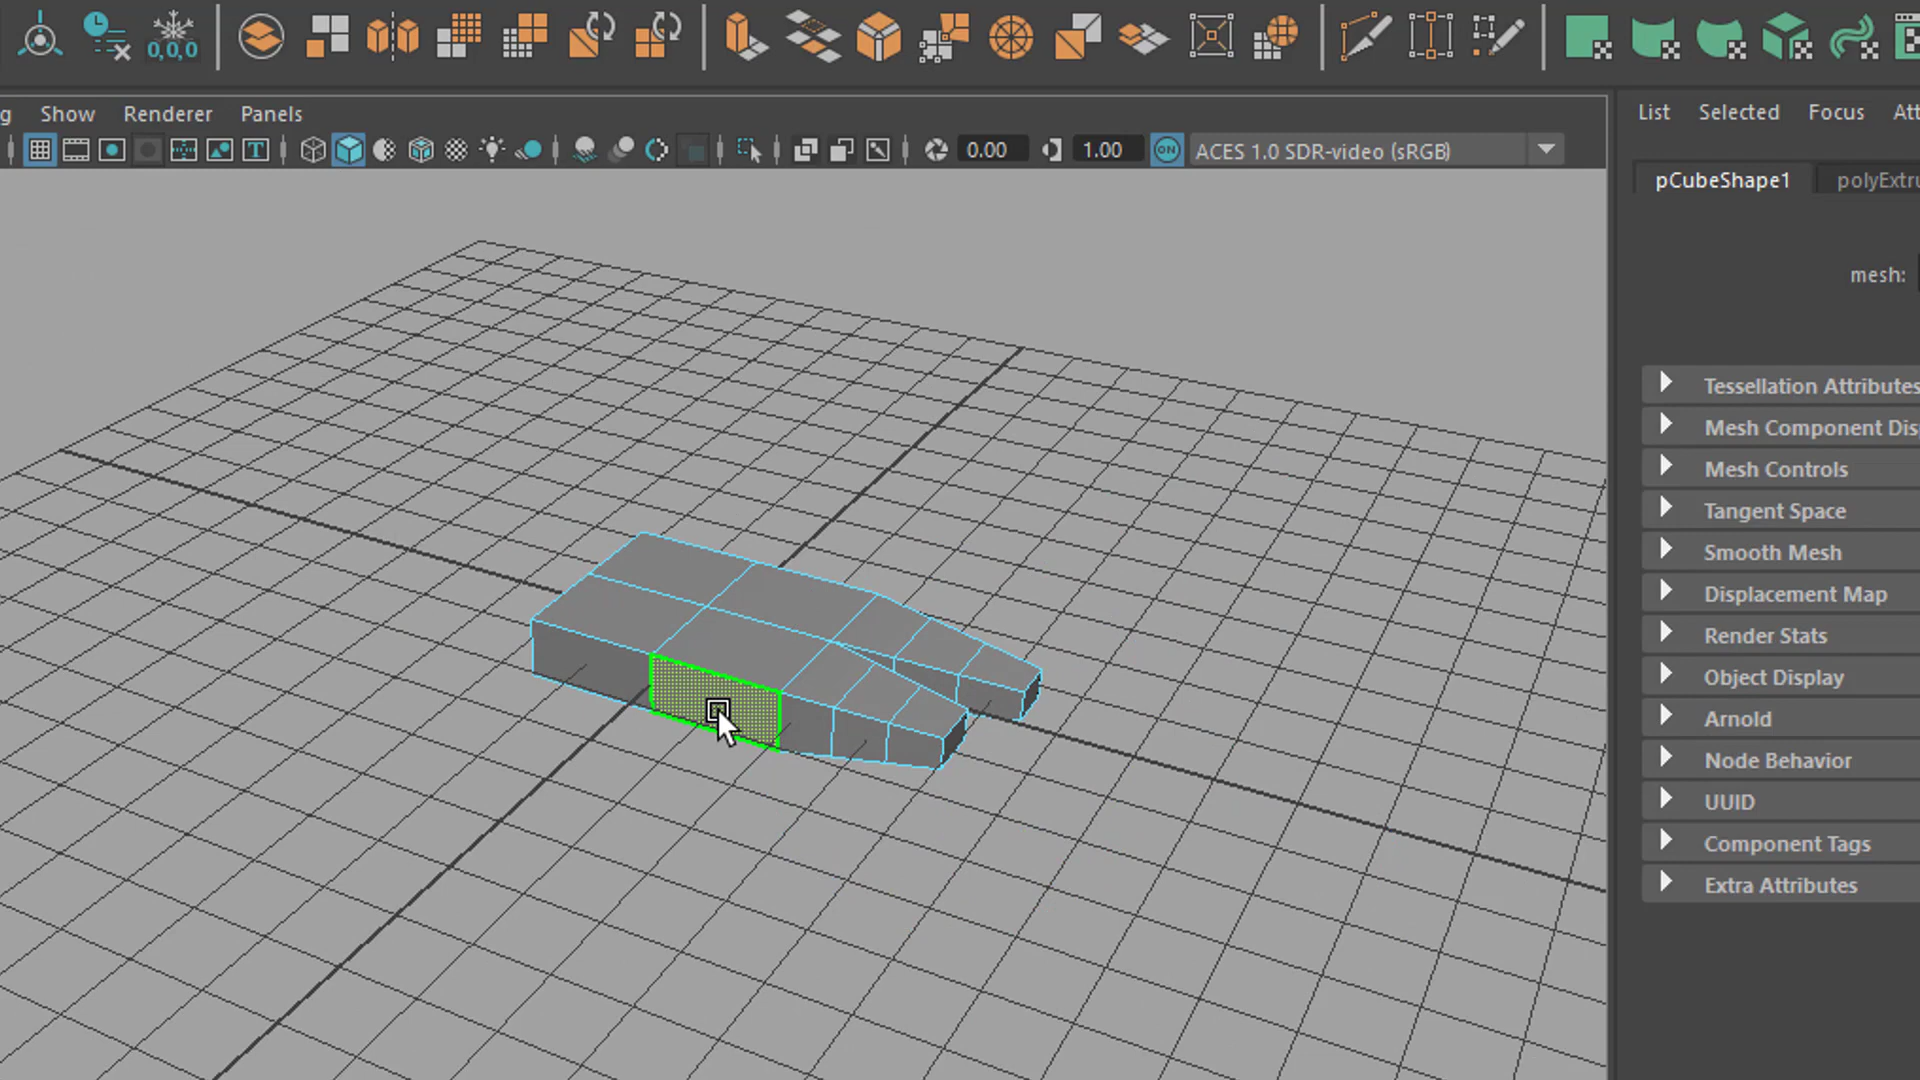 0,0,0
g Show Renderer Panels
T 0.00 1.00 ON ACES 1.0 SDR-video (sRGB)
List Selected Focus Att
pCubeShape1 polyExtru
mesh:
Tessellation Attributes
Mesh Component Disp
Mesh Controls
Tangent Space
Smooth Mesh
Displacement Map
Render Stats
Object Display
Arnold
Node Behavior
UUID
Component Tags
Extra Attributes